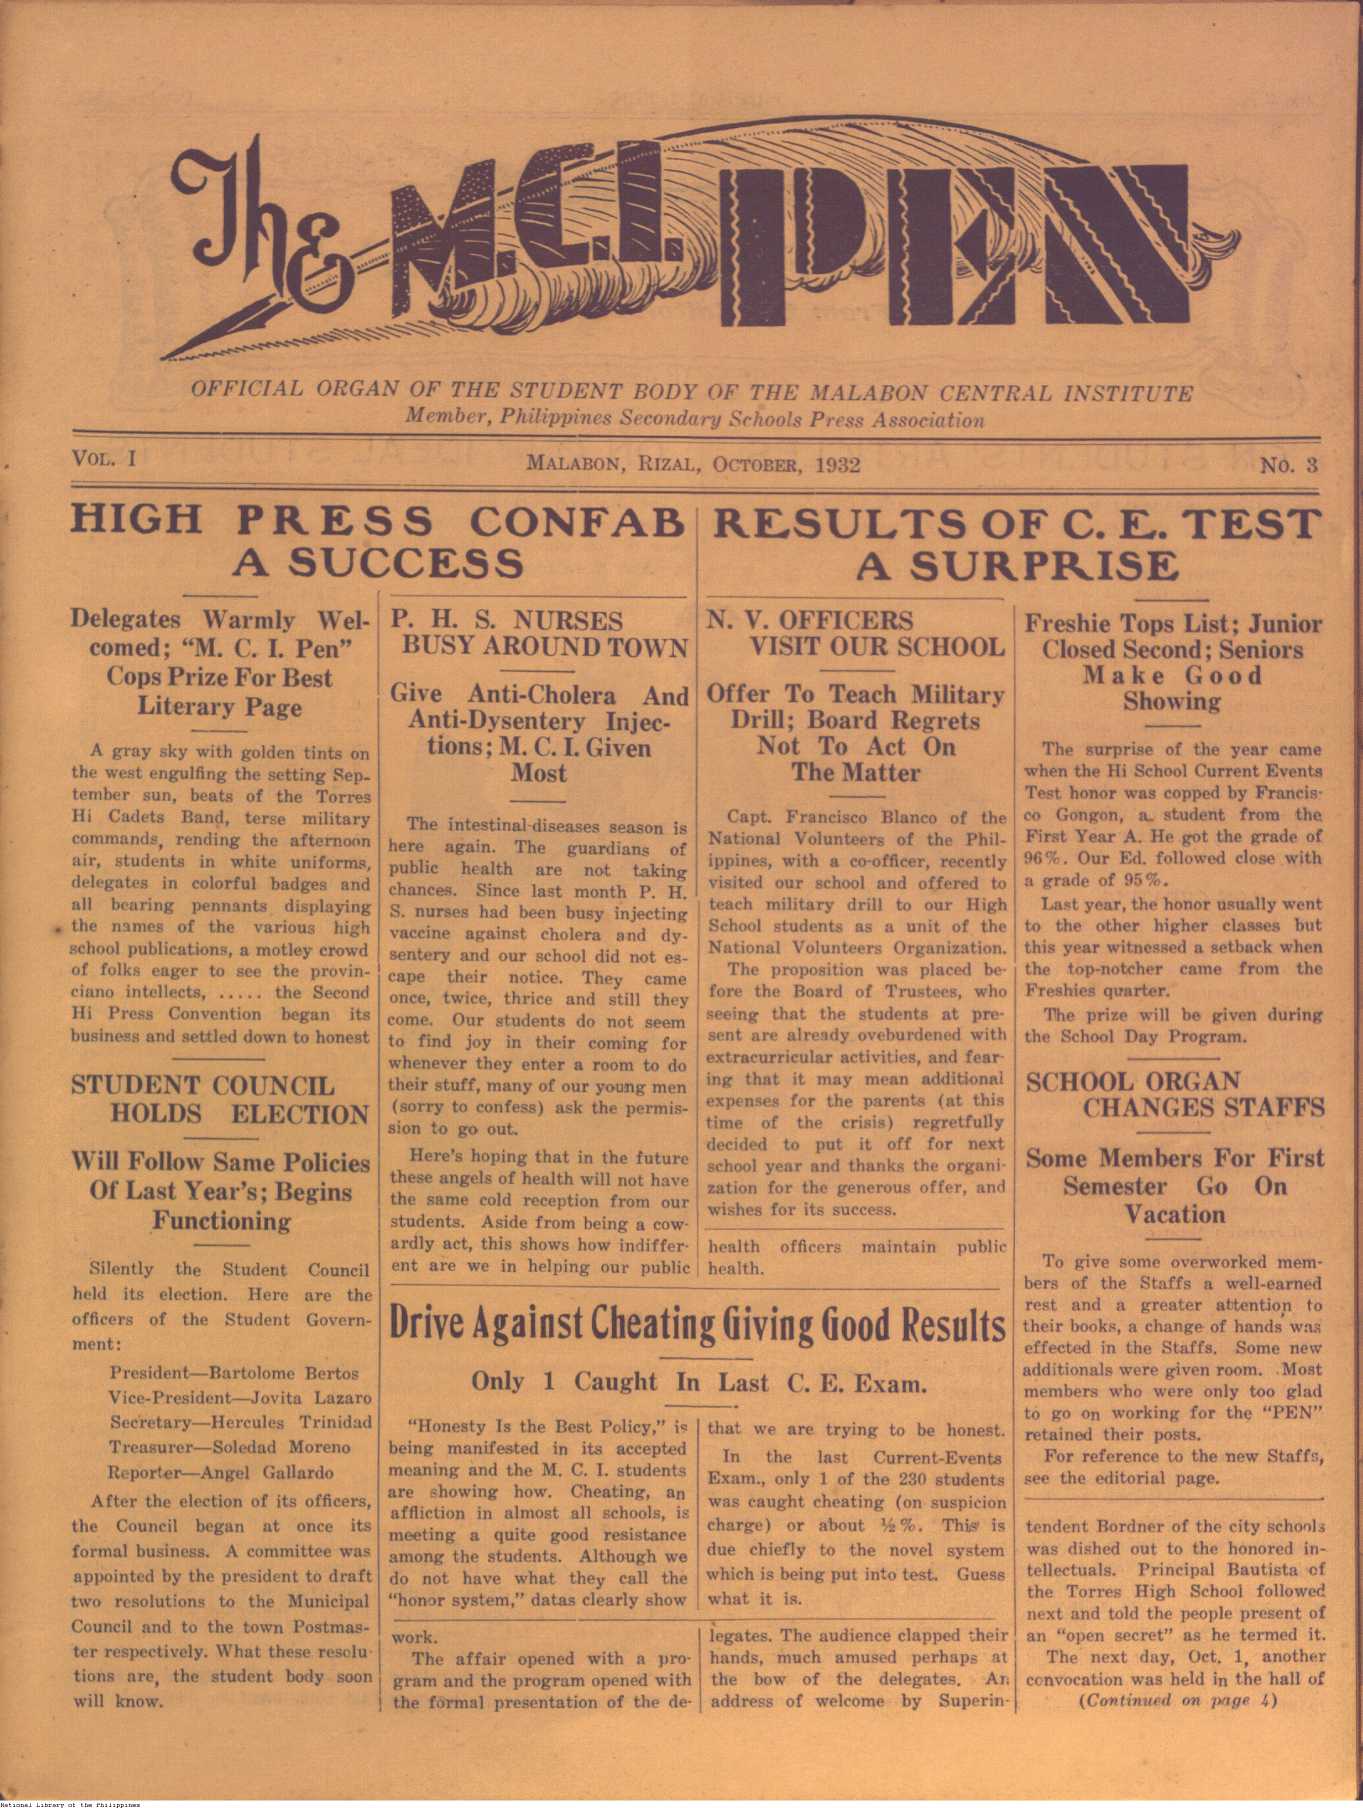 The M.C.I. PEN
OFFICIAL ORGAN OF THE STUDENT BODY OF THE MALABON CENTRAL INSTITUTE
Member, Philippines Secondary Schools Press Association
VOL. I
MALABON, RIZAL, OCTOBER, 1932
NO. 3
HIGH PRESS CONFAB
A SUCCESS
Delegates Warmly Wel-
comed; "M. C. I. Pen"
Cops Prize For Best
Literary Page
A gray sky with golden tints on
the west engulfing the setting Sep-
tember sun, beats of the Torres
Hi Cadets Band, terse military
commands, rending the afternoon
air, students in white uniforms,
delegates in colorful badges and
all bearing pennants displaying
the names of the various high
school publications, a motley crowd
of folks eager to see the provin-
ciano intellects, ..... the Second
Hi Press Convention began its
business and settled down to honest
STUDENT COUNCIL
HOLDS ELECTION
Will Follow Same Policies
Of Last Year's; Begins
Functioning
Silently the Student Council
held its election. Here are the
officers of the Student Govern-
ment:
President—Bartolome Bertos
Vice-President—Jovita Lazaro
Secretary—Hercules Trinidad
Treasurer—Soledad Moreno
Reporter—Angel Gallardo
After the election of its officers,
the Council began at once its
formal business. A committee was
appointed by the president to draft
two resolutions to the Municipal
Council and to the town Postmas-
ter respectively. What these resolu-
tions are, the student body soon
will know.
P. H. S. NURSES
BUSY AROUND TOWN
Give Anti-Cholera And
Anti-Dysentery Injec-
tions; M. C. I. Given
Most
The intestinal-diseases season is
here again. The guardians of
public health are not taking
chances. Since last month P. H.
S. nurses had been busy injecting
vaccine against cholera and dy-
sentery and our school did not es-
cape their notice. They came
once, twice, thrice and still they
come. Our students do not seem
to find joy in their coming for
whenever they enter a room to do
their stuff, many of our young men
(sorry to confess) ask the permis-
sion to go out.
Here's hoping that in the future
these angels of health will not have
the same cold reception from our
students. Aside from being a cow-
ardly act, this shows how indiffer-
ent are we in helping our public
RESULTS OF C. E. TEST
A SURPRISE
N. V. OFFICERS
VISIT OUR SCHOOL
Offer To Teach Military
Drill; Board Regrets
Not To Act On
The Matter
Capt. Francisco Blanco of the
National Volunteers of the Phil-
ippines, with a co-officer, recently
visited our school and offered to
teach military drill to our High
School students as a unit of the
National Volunteers Organization.
The proposition was placed be-
fore the Board of Trustees, who
seeing that the students at pre-
sent are already oveburdened with
extracurricular activities, and fear-
ing that it may mean additional
expenses for the parents (at this
time of the crisis) regretfully
decided to put it off for next
school year and thanks the organi-
zation for the generous offer, and
wishes for its success.
health officers maintain public
health.
Drive Against Cheating Giving Good Results
Only 1 Caught In Last C. E. Exam.
"Honesty Is the Best Policy," is
being manifested in its accepted
meaning and the M. C. I. students
are showing how. Cheating, an
affliction in almost all schools, is
meeting a quite good resistance
among the students. Although we
do not have what they call the
"honor system," datas clearly show
that we are trying to be honest.
In the last Current-Events
Exam., only 1 of the 230 students
was caught cheating (on suspicion
charge) or about ½%. This is
due chiefly to the novel system
which is being put into test. Guess
what it is.
work.
The affair opened with a pro-
gram and the program opened with
the formal presentation of the de-
legates. The audience clapped their
hands, much amused perhaps at
the bow of the delegates. An
address of welcome by Superin-
Freshie Tops List; Junior
Closed Second; Seniors
Make Good
Showing
The surprise of the year came
when the Hi School Current Events
Test honor was copped by Francis-
co Gongon, a student from the
First Year A. He got the grade of
96%. Our Ed. followed close with
a grade of 95%.
Last year, the honor usually went
to the other higher classes but
this year witnessed a setback when
the top-notcher came from the
Freshies quarter.
The prize will be given during
the School Day Program.
SCHOOL ORGAN
CHANGES STAFFS
Some Members For First
Semester Go On
Vacation
To give some overworked mem-
bers of the Staffs a well-earned
rest and a greater attention to
their books, a change of hands was
effected in the Staffs. Some new
additionals were given room. Most
members who were only too glad
to go on working for the "PEN"
retained their posts.
For reference to the new Staffs,
see the editorial page.
tendent Bordner of the city schools
was dished out to the honored in-
tellectuals. Principal Bautista of
the Torres High School followed
next and told the people present of
an "open secret" as he termed it.
The next day, Oct. 1, another
convocation was held in the hall of
(Continued on page 4)
National Library of the Philippines